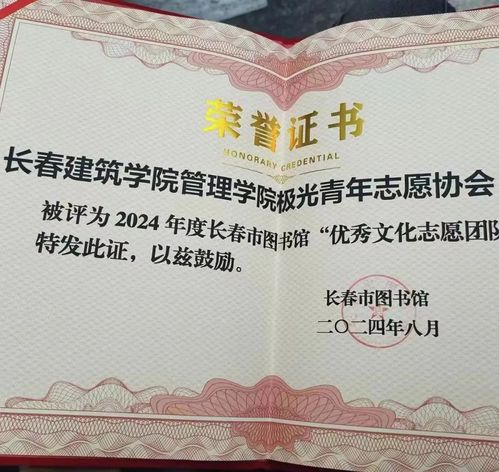 荣誉证书
HONORARY CREDENTIAL
长春建筑学院管理学院极光青年志愿协会
被评为 2024 年度长春市图书馆“优秀文化志愿团队
特发此证，以兹鼓励。
长春市图书馆
二〇二四年八月